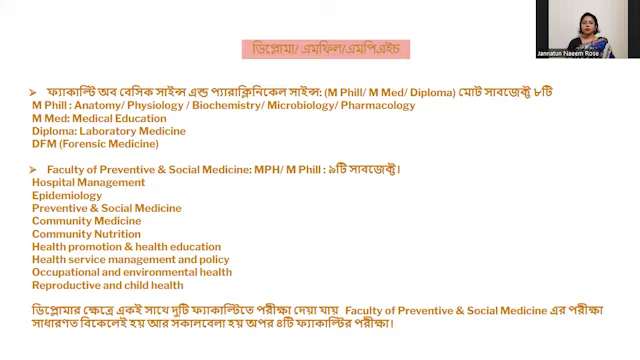 ডিপ্লোমা/ এমফিল/এমপিএইচ
Jannatun Naeem Rose
➢ ফ্যাকাল্টি অব বেসিক সাইন্স এন্ড প্যারাক্লিনিকেল সাইন্স: (M Phill/ M Med/ Diploma) মোট সাবজেক্ট ৮টি
M Phill : Anatomy/ Physiology / Biochemistry/ Microbiology/ Pharmacology
M Med: Medical Education
Diploma: Laboratory Medicine
DFM (Forensic Medicine)
➢ Faculty of Preventive & Social Medicine: MPH/ M Phill : ৯টি সাবজেক্ট।
Hospital Management
Epidemiology
Preventive & Social Medicine
Community Medicine
Community Nutrition
Health promotion & health education
Health service management and policy
Occupational and environmental health
Reproductive and child health
ডিপ্লোমার ক্ষেত্রে একই সাথে দুটি ফ্যাকাল্টিতে পরীক্ষা দেয়া যায় Faculty of Preventive & Social Medicine এর পরীক্ষা
সাধারণত বিকেলেই হয় আর সকালবেলা হয় অপর ৪টি ফ্যাকাল্টির পরীক্ষা।